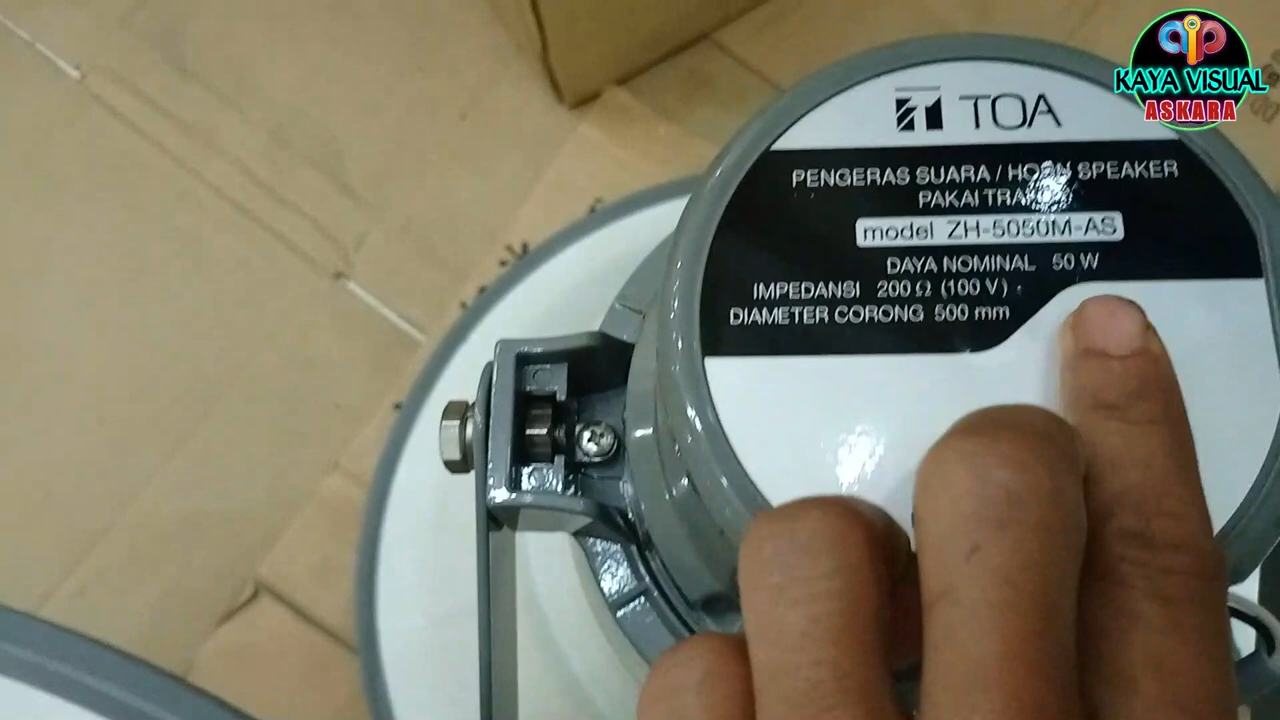 TOA
PENGERAS SUARA / HORN SPEAKER
PAKAI
model ZH-5050M-AS
DAYA NOMINAL 50 W
IMPEDANSI 200 Ω (100 V)
DIAMETER CORONG 500 mm
KAYA VISUAL
ASKARA